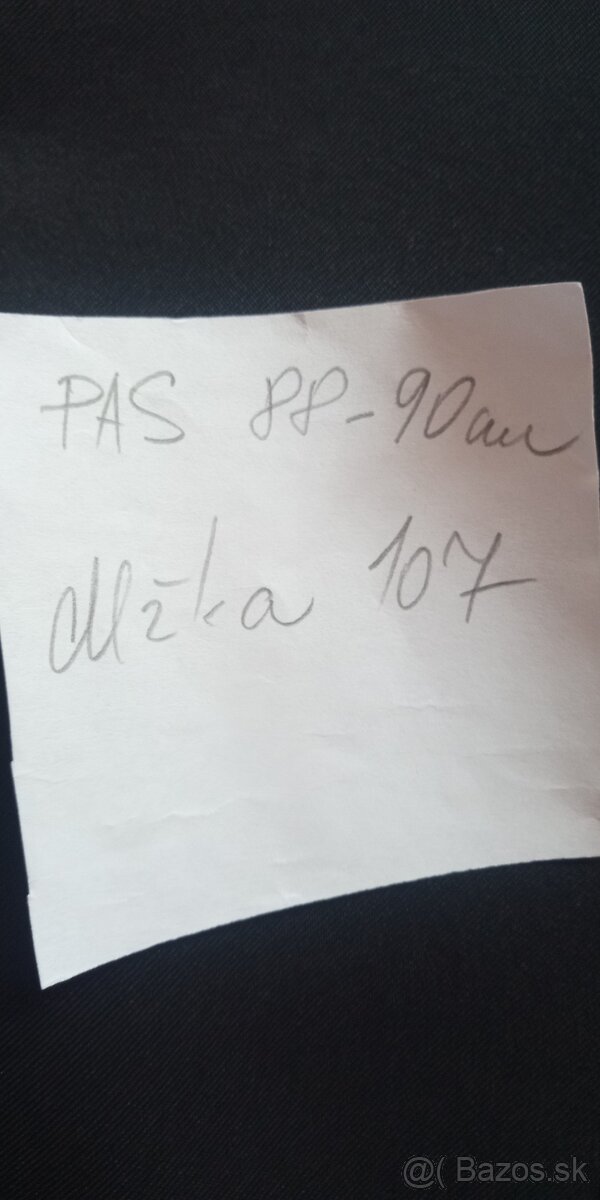 PAS 88-90cm
dĺžka 107
@( Bazos.sk